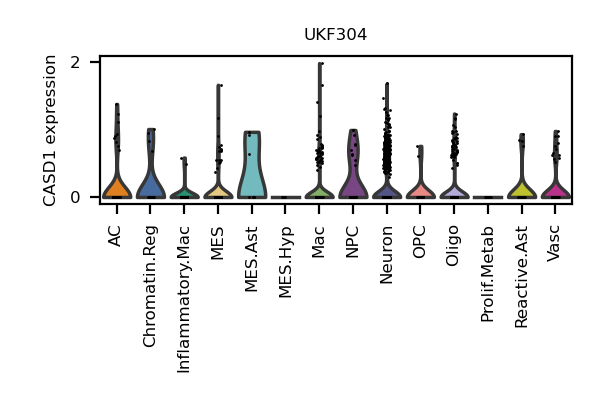 UKF304
CASD1 expression
2
0
AC
Chromatin.Reg
Inflammatory.Mac
MES
MES.Ast
MES.Hyp
Mac
NPC
Neuron
OPC
Oligo
Prolif.Metab
Reactive.Ast
Vasc